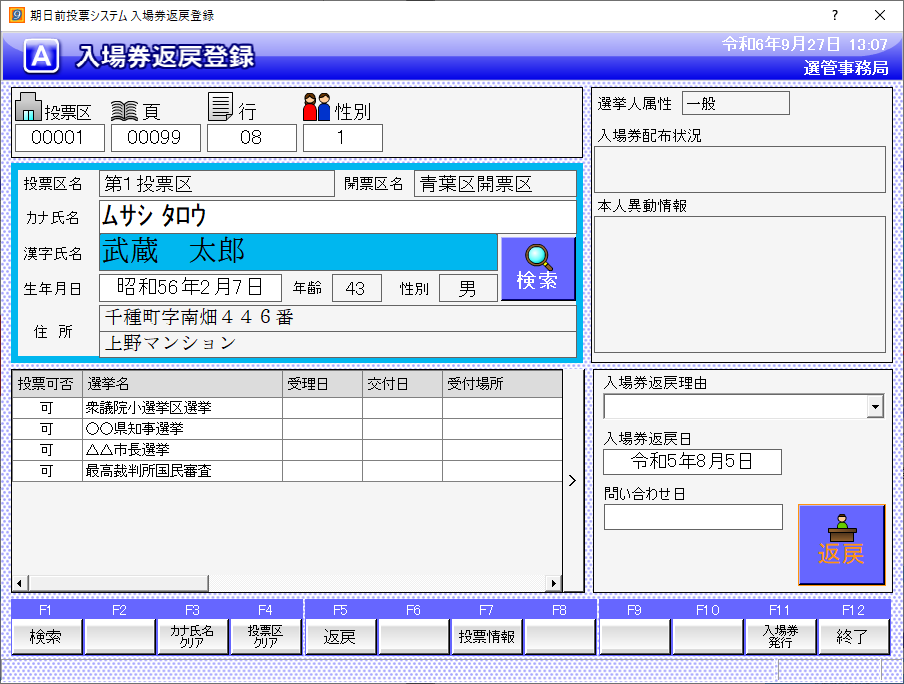 期日前投票システム 入場券返戻登録
A 入場券返戻登録
令和6年9月27日 13:07
選管事務局
投票区 頁 行 性別
00001 00099 08 1
投票区名 第1投票区 開票区名 青葉区開票区
カナ氏名 ムサシ タロウ
漢字氏名 武蔵　太郎
検索
生年月日 昭和56年2月7日 年齢 43 性別 男
住 所 千種町字南畑４４６番
上野マンション
選挙人属性 一般
入場券配布状況
本人異動情報
投票可否 選挙名 受理日 交付日 受付場所
可 衆議院小選挙区選挙
可 〇〇県知事選挙
可 △△市長選挙
可 最高裁判所国民審査
入場券返戻理由
入場券返戻日
令和5年8月5日
問い合わせ日
返戻
F1 F2 F3 F4 F5 F6 F7 F8 F9 F10 F11 F12
検索 カナ氏名クリア 投票区クリア 返戻 投票情報 入場券発行 終了